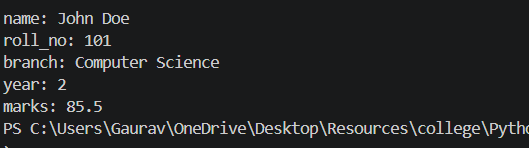 name: John Doe
roll_no: 101
branch: Computer Science
year: 2
marks: 85.5
PS C:\Users\Gaurav\OneDrive\Desktop\Resources\college\Pytho